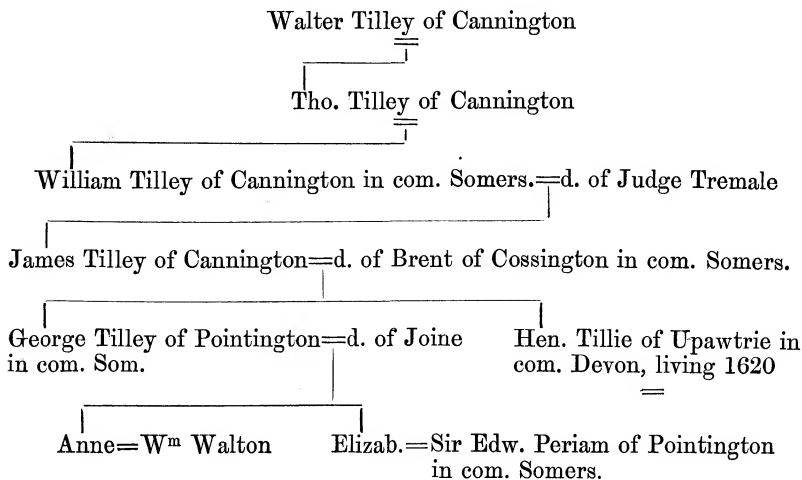 Walter Tilley of Cannington
Tho. Tilley of Cannington
William Tilley of Cannington in com. Somers.=d. of Judge Tremale
James Tilley of Cannington=d. of Brent of Cossington in com. Somers.
George Tilley of Pointington=d. of Joine
in com. Som.
Hen. Tillie of Upawtrie in
com. Devon, living 1620
Anne=Wm Walton
Elizab.=Sir Edw. Periam of Pointington
in com. Somers.